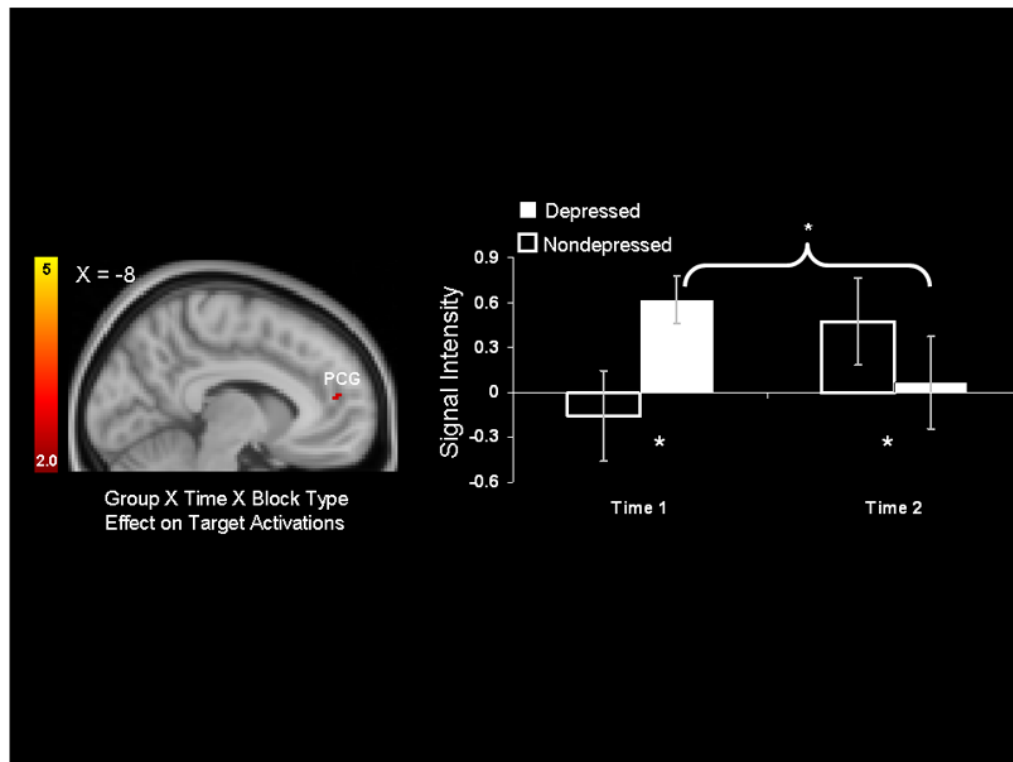 5
X = -8
PCG
2.0
Group X Time X Block Type
Effect on Target Activations
Depressed
Nondepressed
*
Signal Intensity
0.9
0.6
0.3
0
-0.3
-0.6
*
*
Time 1
Time 2